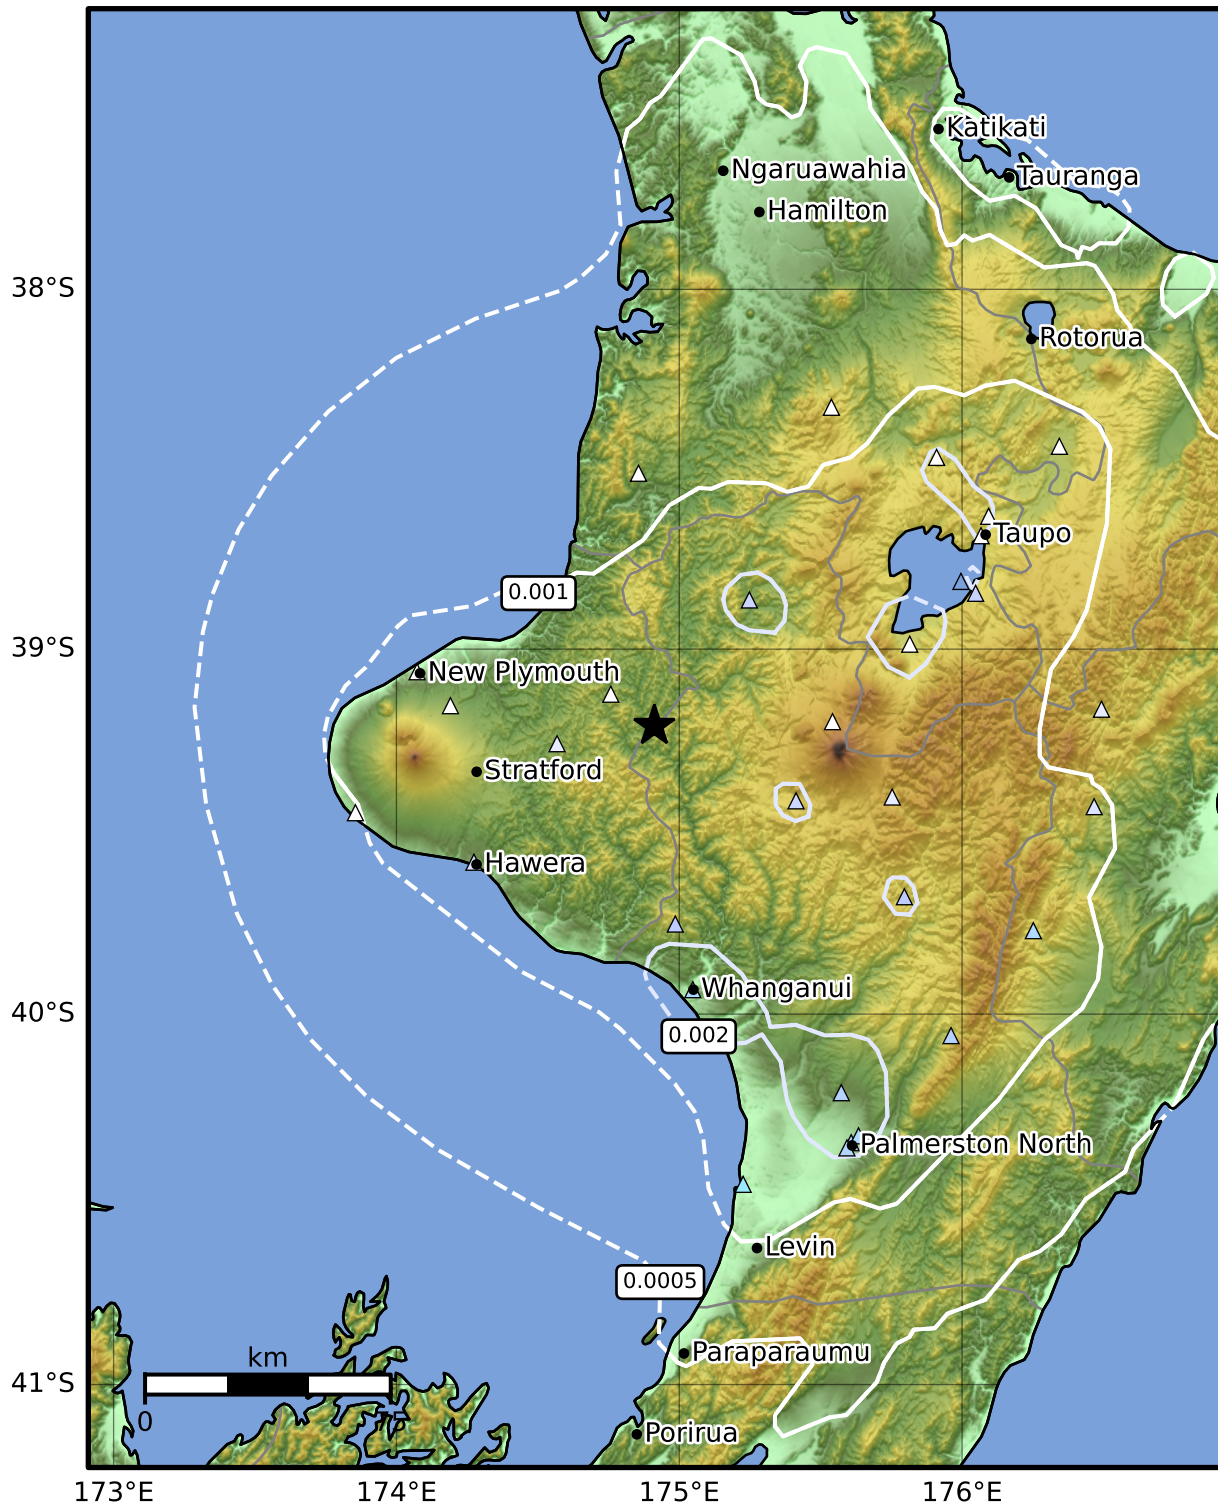 Katikati
Ngaruawahia
Tauranga
Hamilton
38°S
Rotorua
Taupo
0.001
39°S
New Plymouth
Stratford
Hawera
Whanganui
40°S
0.002
Palmerston North
Levin
0.0005
Paraparaumu
km
41°S
0
Porirua
173°E
174°E
175°E
176°E